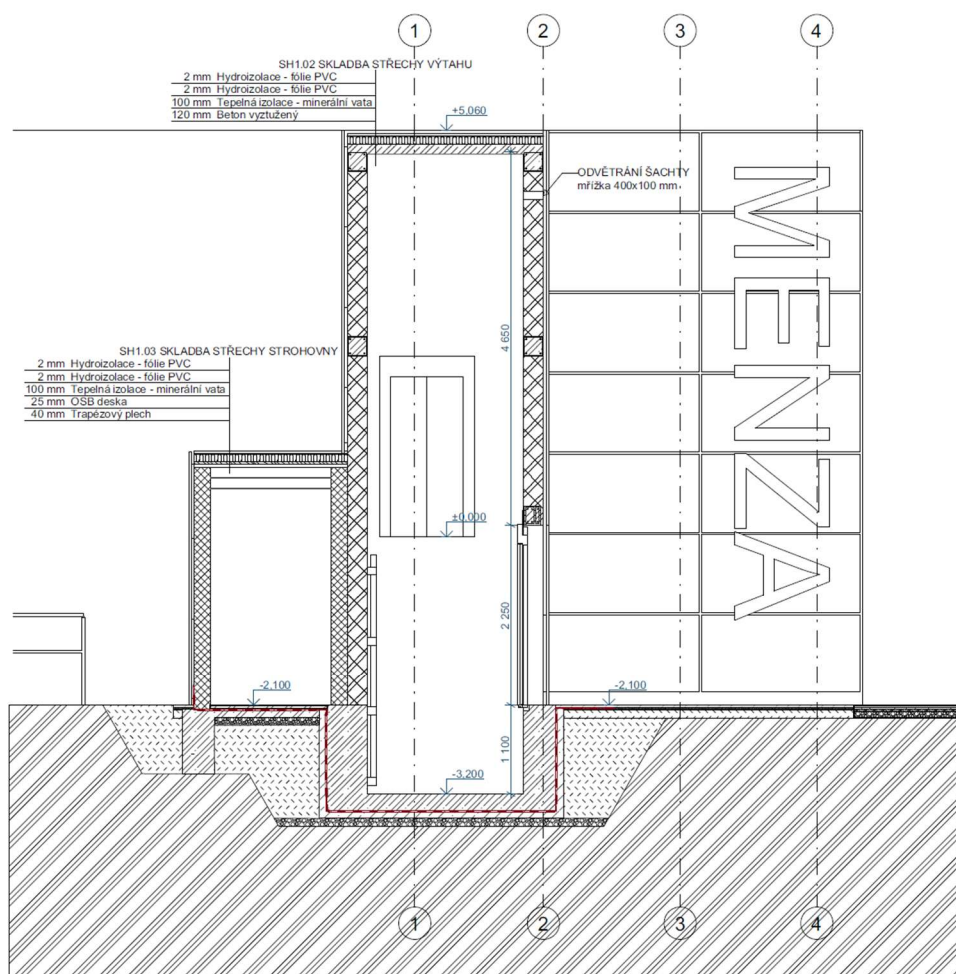 1 2 3 4
SH1.02 SKLADBA STŘECHY VÝTAHU
2 mm Hydroizolace - fólie PVC
2 mm Hydroizolace - fólie PVC
100 mm Tepelná izolace - minerální vata
120 mm Beton vyztužený
+5,060
ODVĚTRÁNÍ ŠACHTY
mřížka 400x100 mm
MENZA
4 650
SH1.03 SKLADBA STŘECHY STROHOVNY
2 mm Hydroizolace - fólie PVC
2 mm Hydroizolace - fólie PVC
100 mm Tepelná izolace - minerální vata
25 mm OSB deska
40 mm Trapézový plech
±0,000
2 250
-2,100
-2,100
1 100
-3,200
1 2 3 4